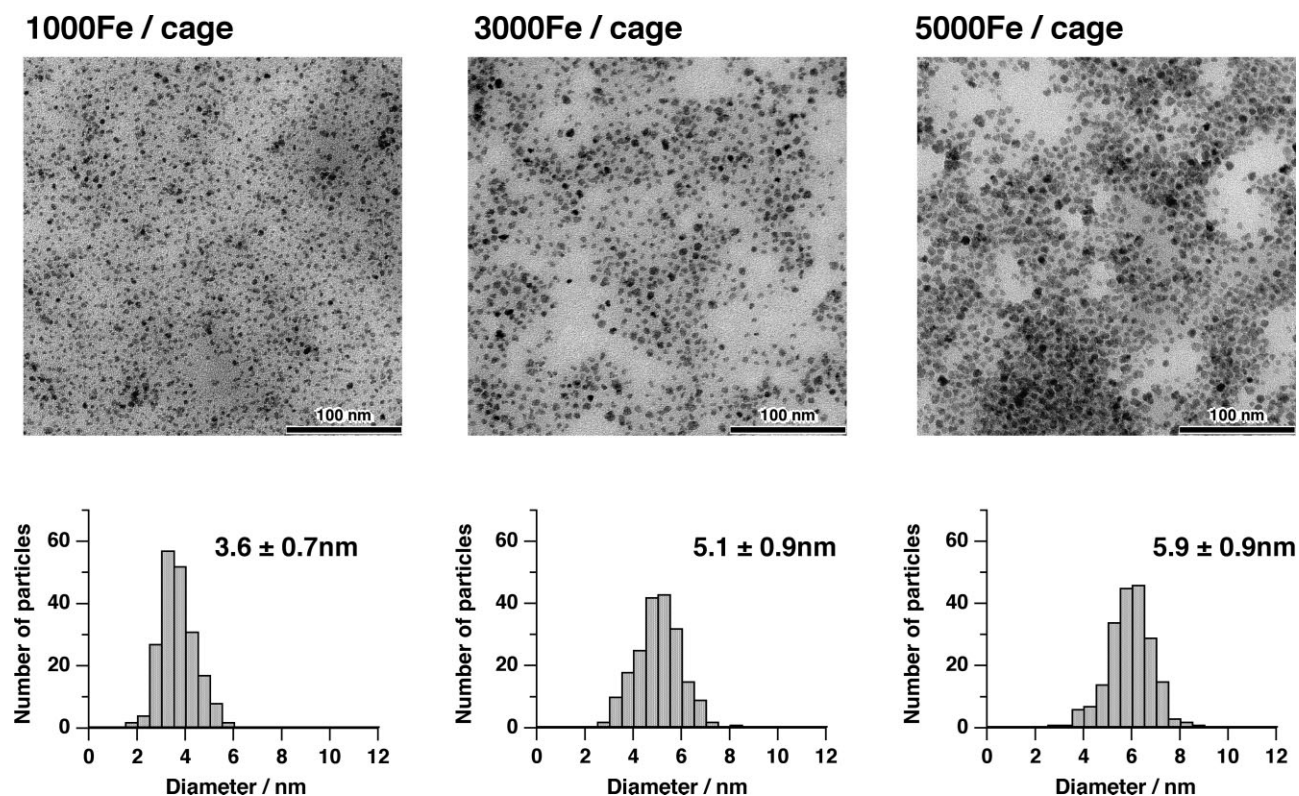 1000Fe / cage
3000Fe / cage
5000Fe / cage
100 nm
100 nm
100 nm
Number of particles
60
40
20
0
3.6 ± 0.7nm
0 2 4 6 8 10 12
Diameter / nm
Number of particles
60
40
20
0
5.1 ± 0.9nm
0 2 4 6 8 10 12
Diameter / nm
Number of particles
60
40
20
0
5.9 ± 0.9nm
0 2 4 6 8 10 12
Diameter / nm